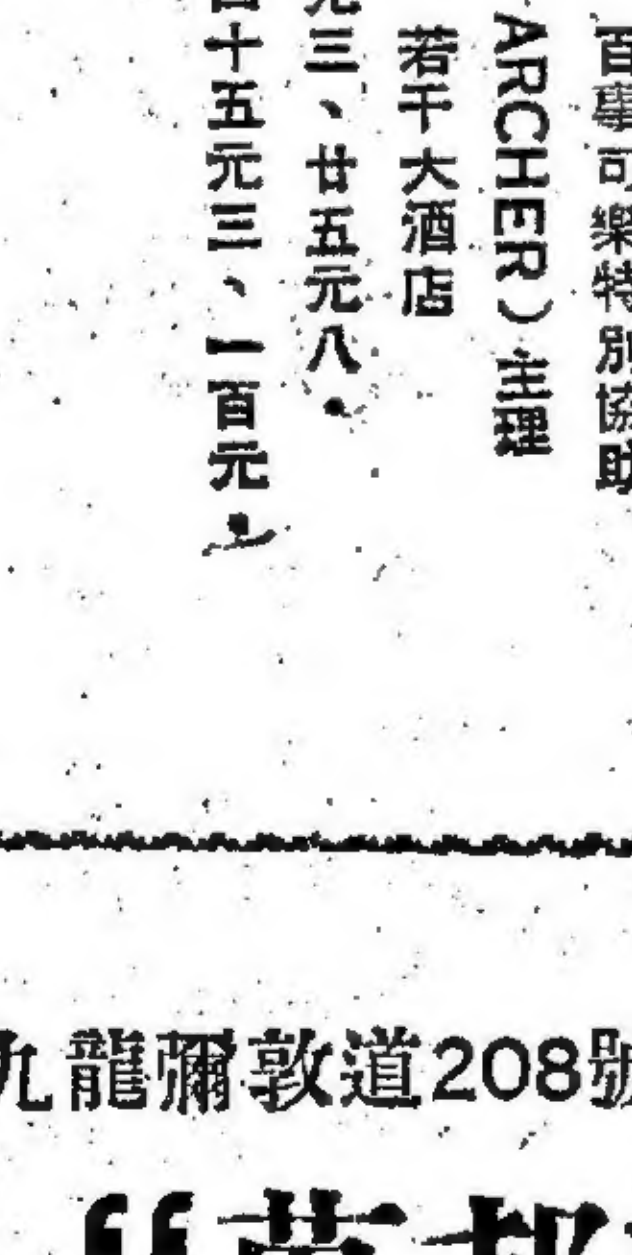 百事可樂特別協助
ARCHER）主理
若干大酒店
元三、廿五元八．
百十五元三、一百元．
九龍彌敦道208號